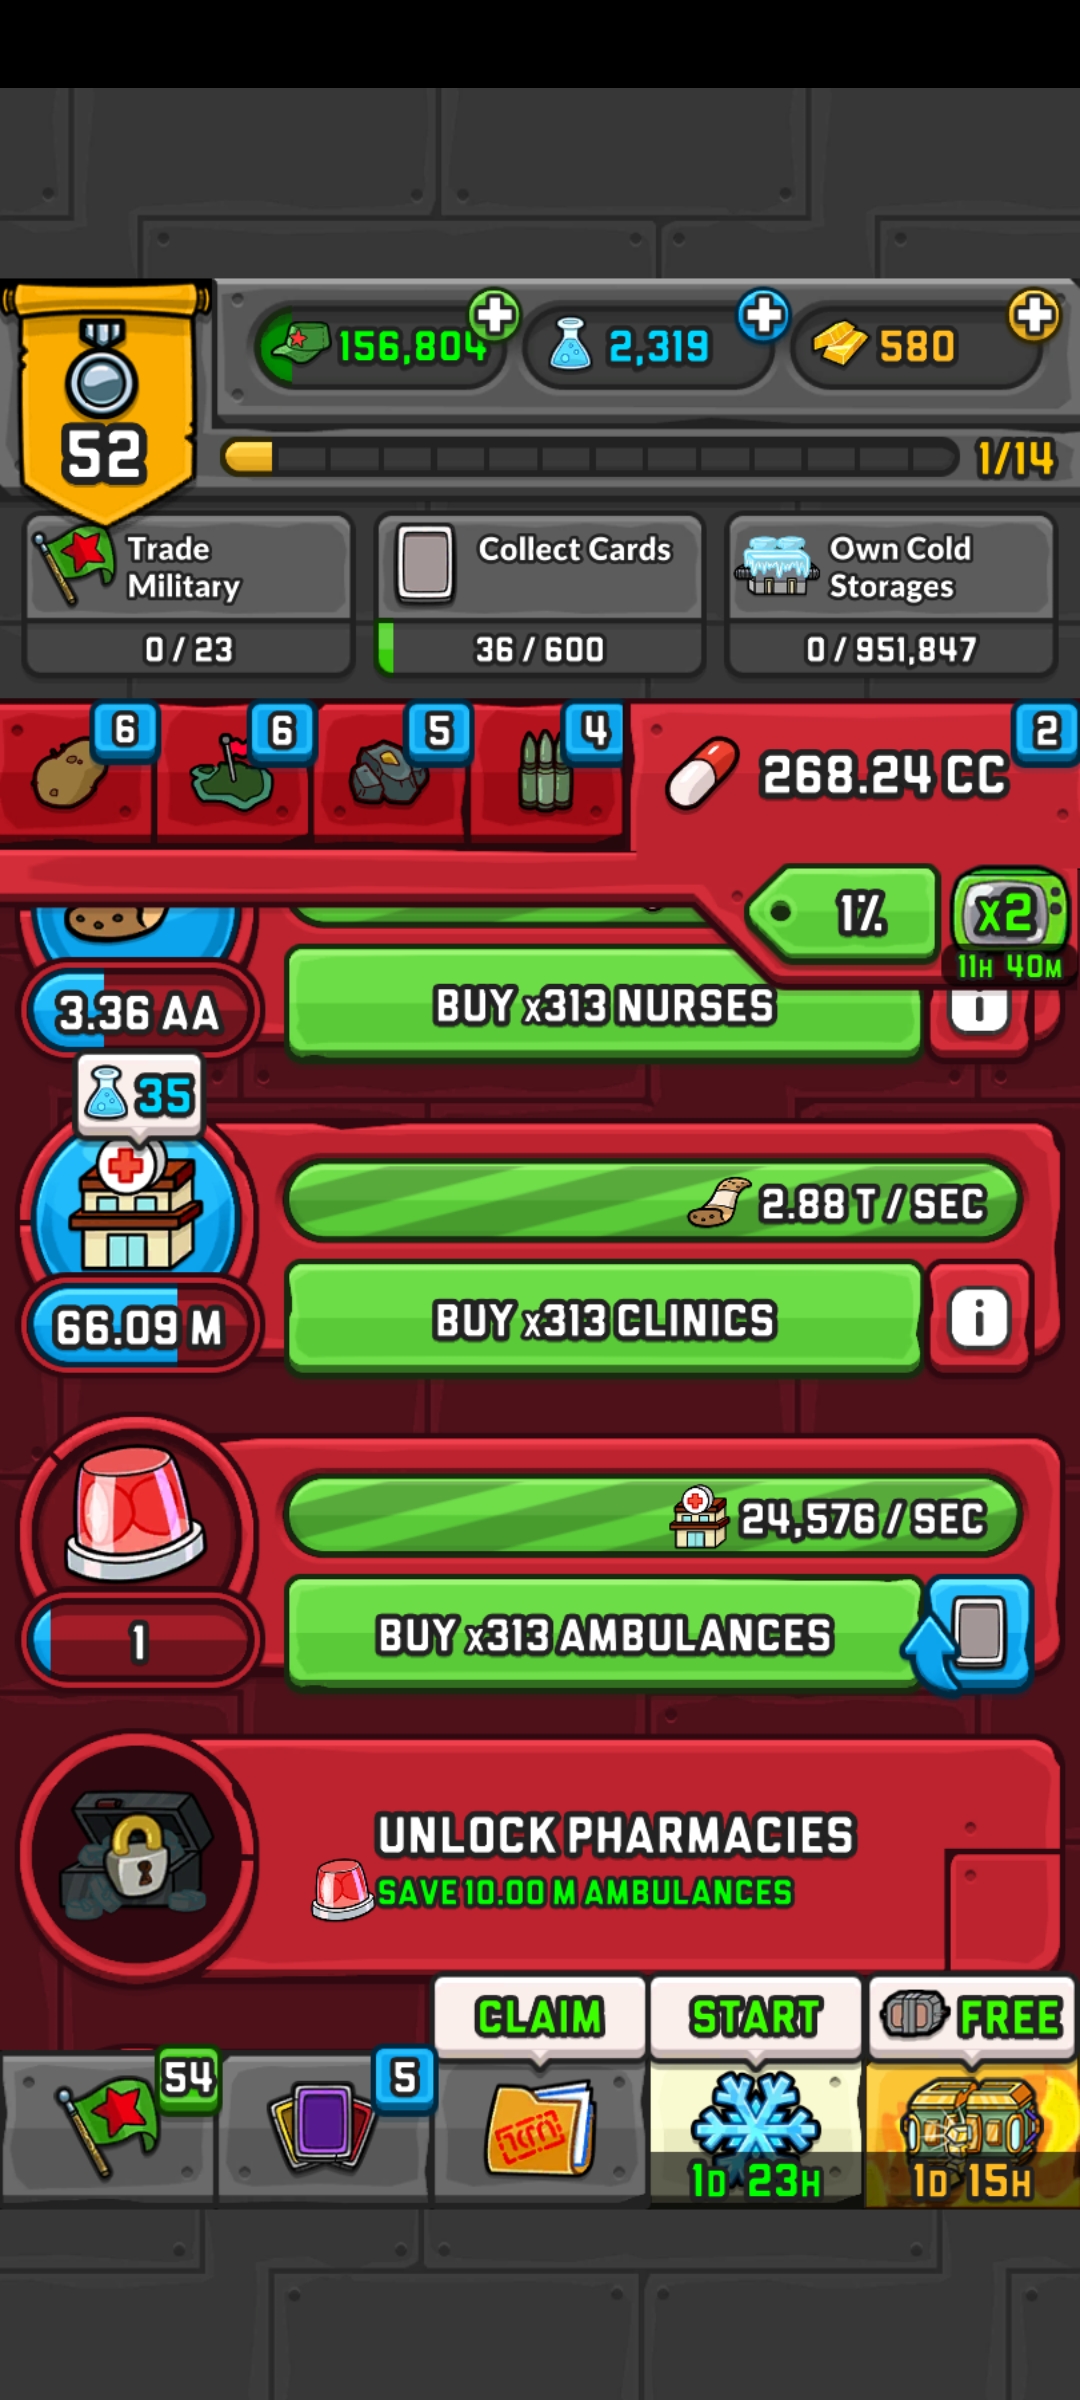 156,804
2,319
580
52
1/14
Trade
Military
Collect Cards
Own Cold
Storages
0 / 23
36 / 600
0 / 951,847
6
6
5
4
2
268.24 CC
1%
x2
11H 40M
3.36 AA
BUY x313 NURSES
i
35
2.88 T / SEC
66.09 M
BUY x313 CLINICS
i
24,576 / SEC
1
BUY x313 AMBULANCES
UNLOCK PHARMACIES
SAVE 10.00 M AMBULANCES
CLAIM
START
FREE
54
5
1D 23H
1D 15H